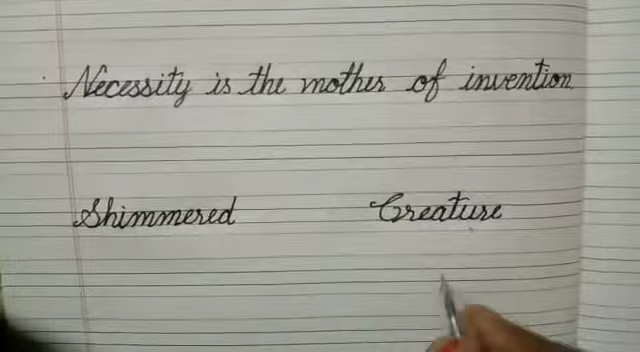 Necessity is the mother of invention.
Shimmered Creature